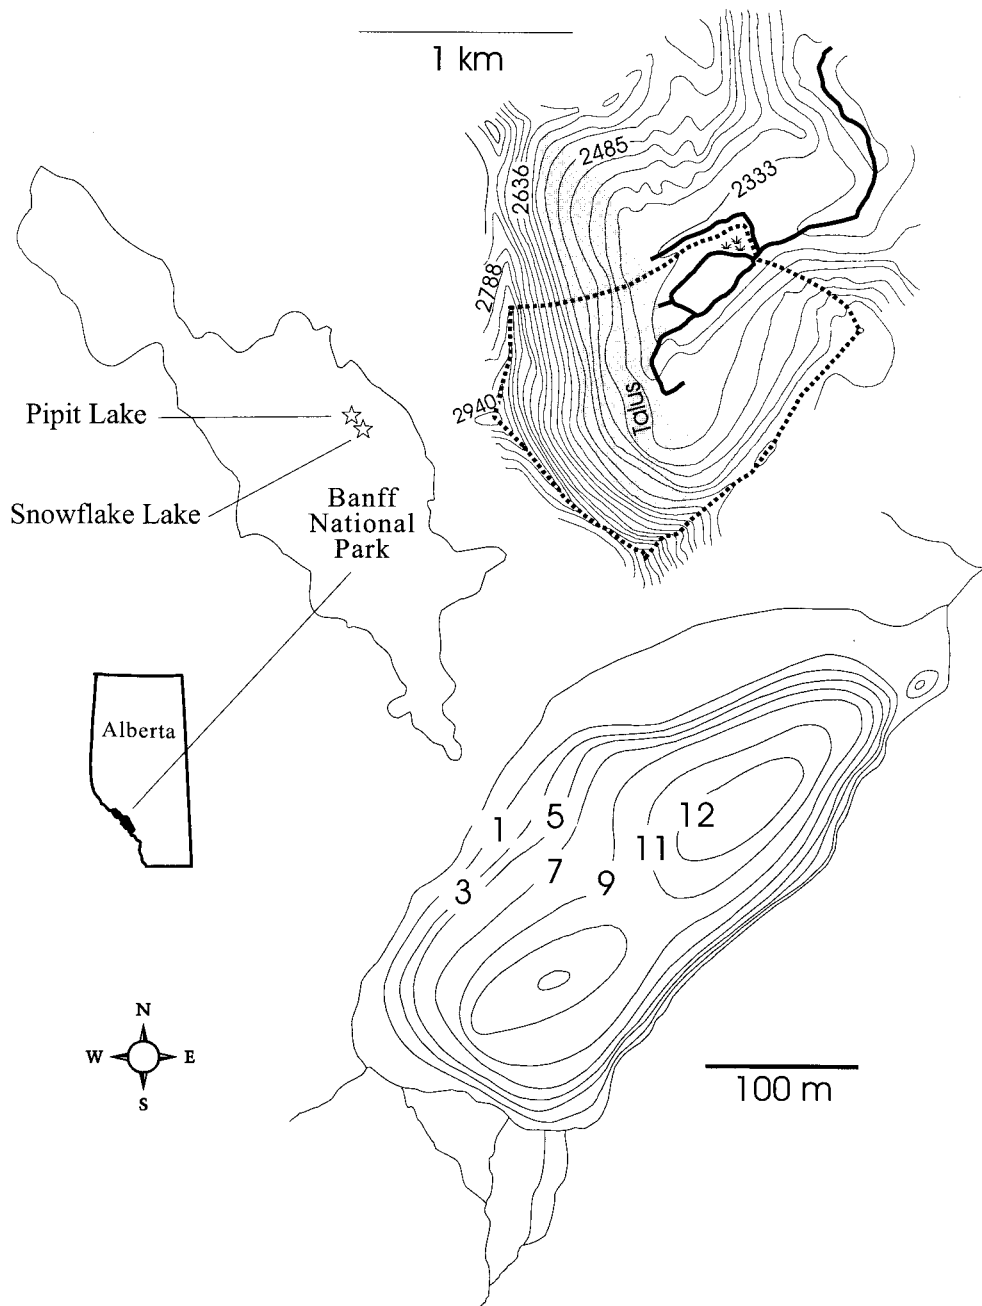 1 km
2485
2636
2333
2788
2940
Talus
Pipit Lake
Snowflake Lake
Banff
National
Park
Alberta
1
5
12
11
7
9
3
N
W
E
S
100 m